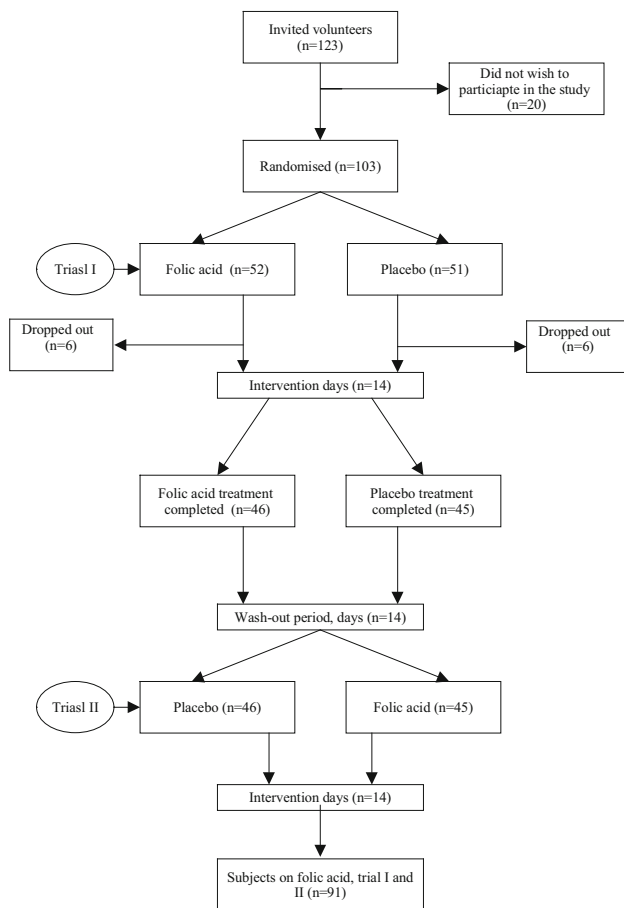 Invited volunteers
(n=123)
Did not wish to
particiapte in the study
(n=20)
Randomised (n=103)
Triasl I
Folic acid (n=52)
Placebo (n=51)
Dropped out
(n=6)
Dropped out
(n=6)
Intervention days (n=14)
Folic acid treatment
completed (n=46)
Placebo treatment
completed (n=45)
Wash-out period, days (n=14)
Triasl II
Placebo (n=46)
Folic acid (n=45)
Intervention days (n=14)
Subjects on folic acid, trial I and
II (n=91)